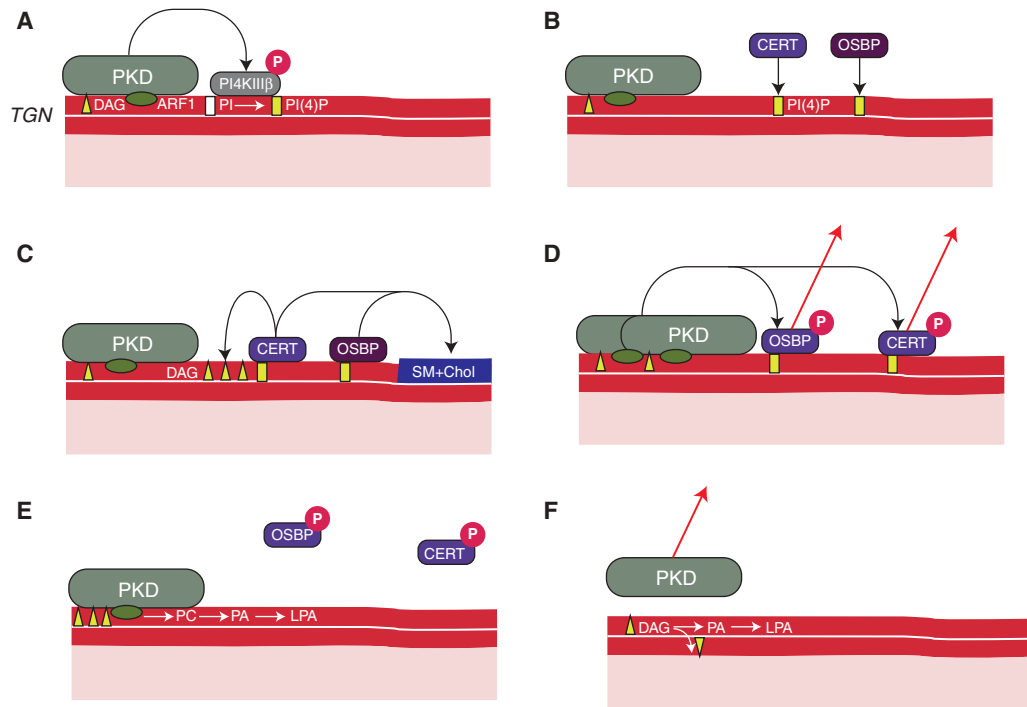 A
PKD
P
PI4KIIIβ
TGN
DAG
ARF1
PI
PI(4)P
B
CERT
OSBP
PI(4)P
C
PKD
DAG
CERT
OSBP
SM+Chol
D
PKD
OSBP
P
CERT
P
E
OSBP
P
CERT
P
PKD
PC
PA
LPA
F
PKD
DAG
PA
LPA